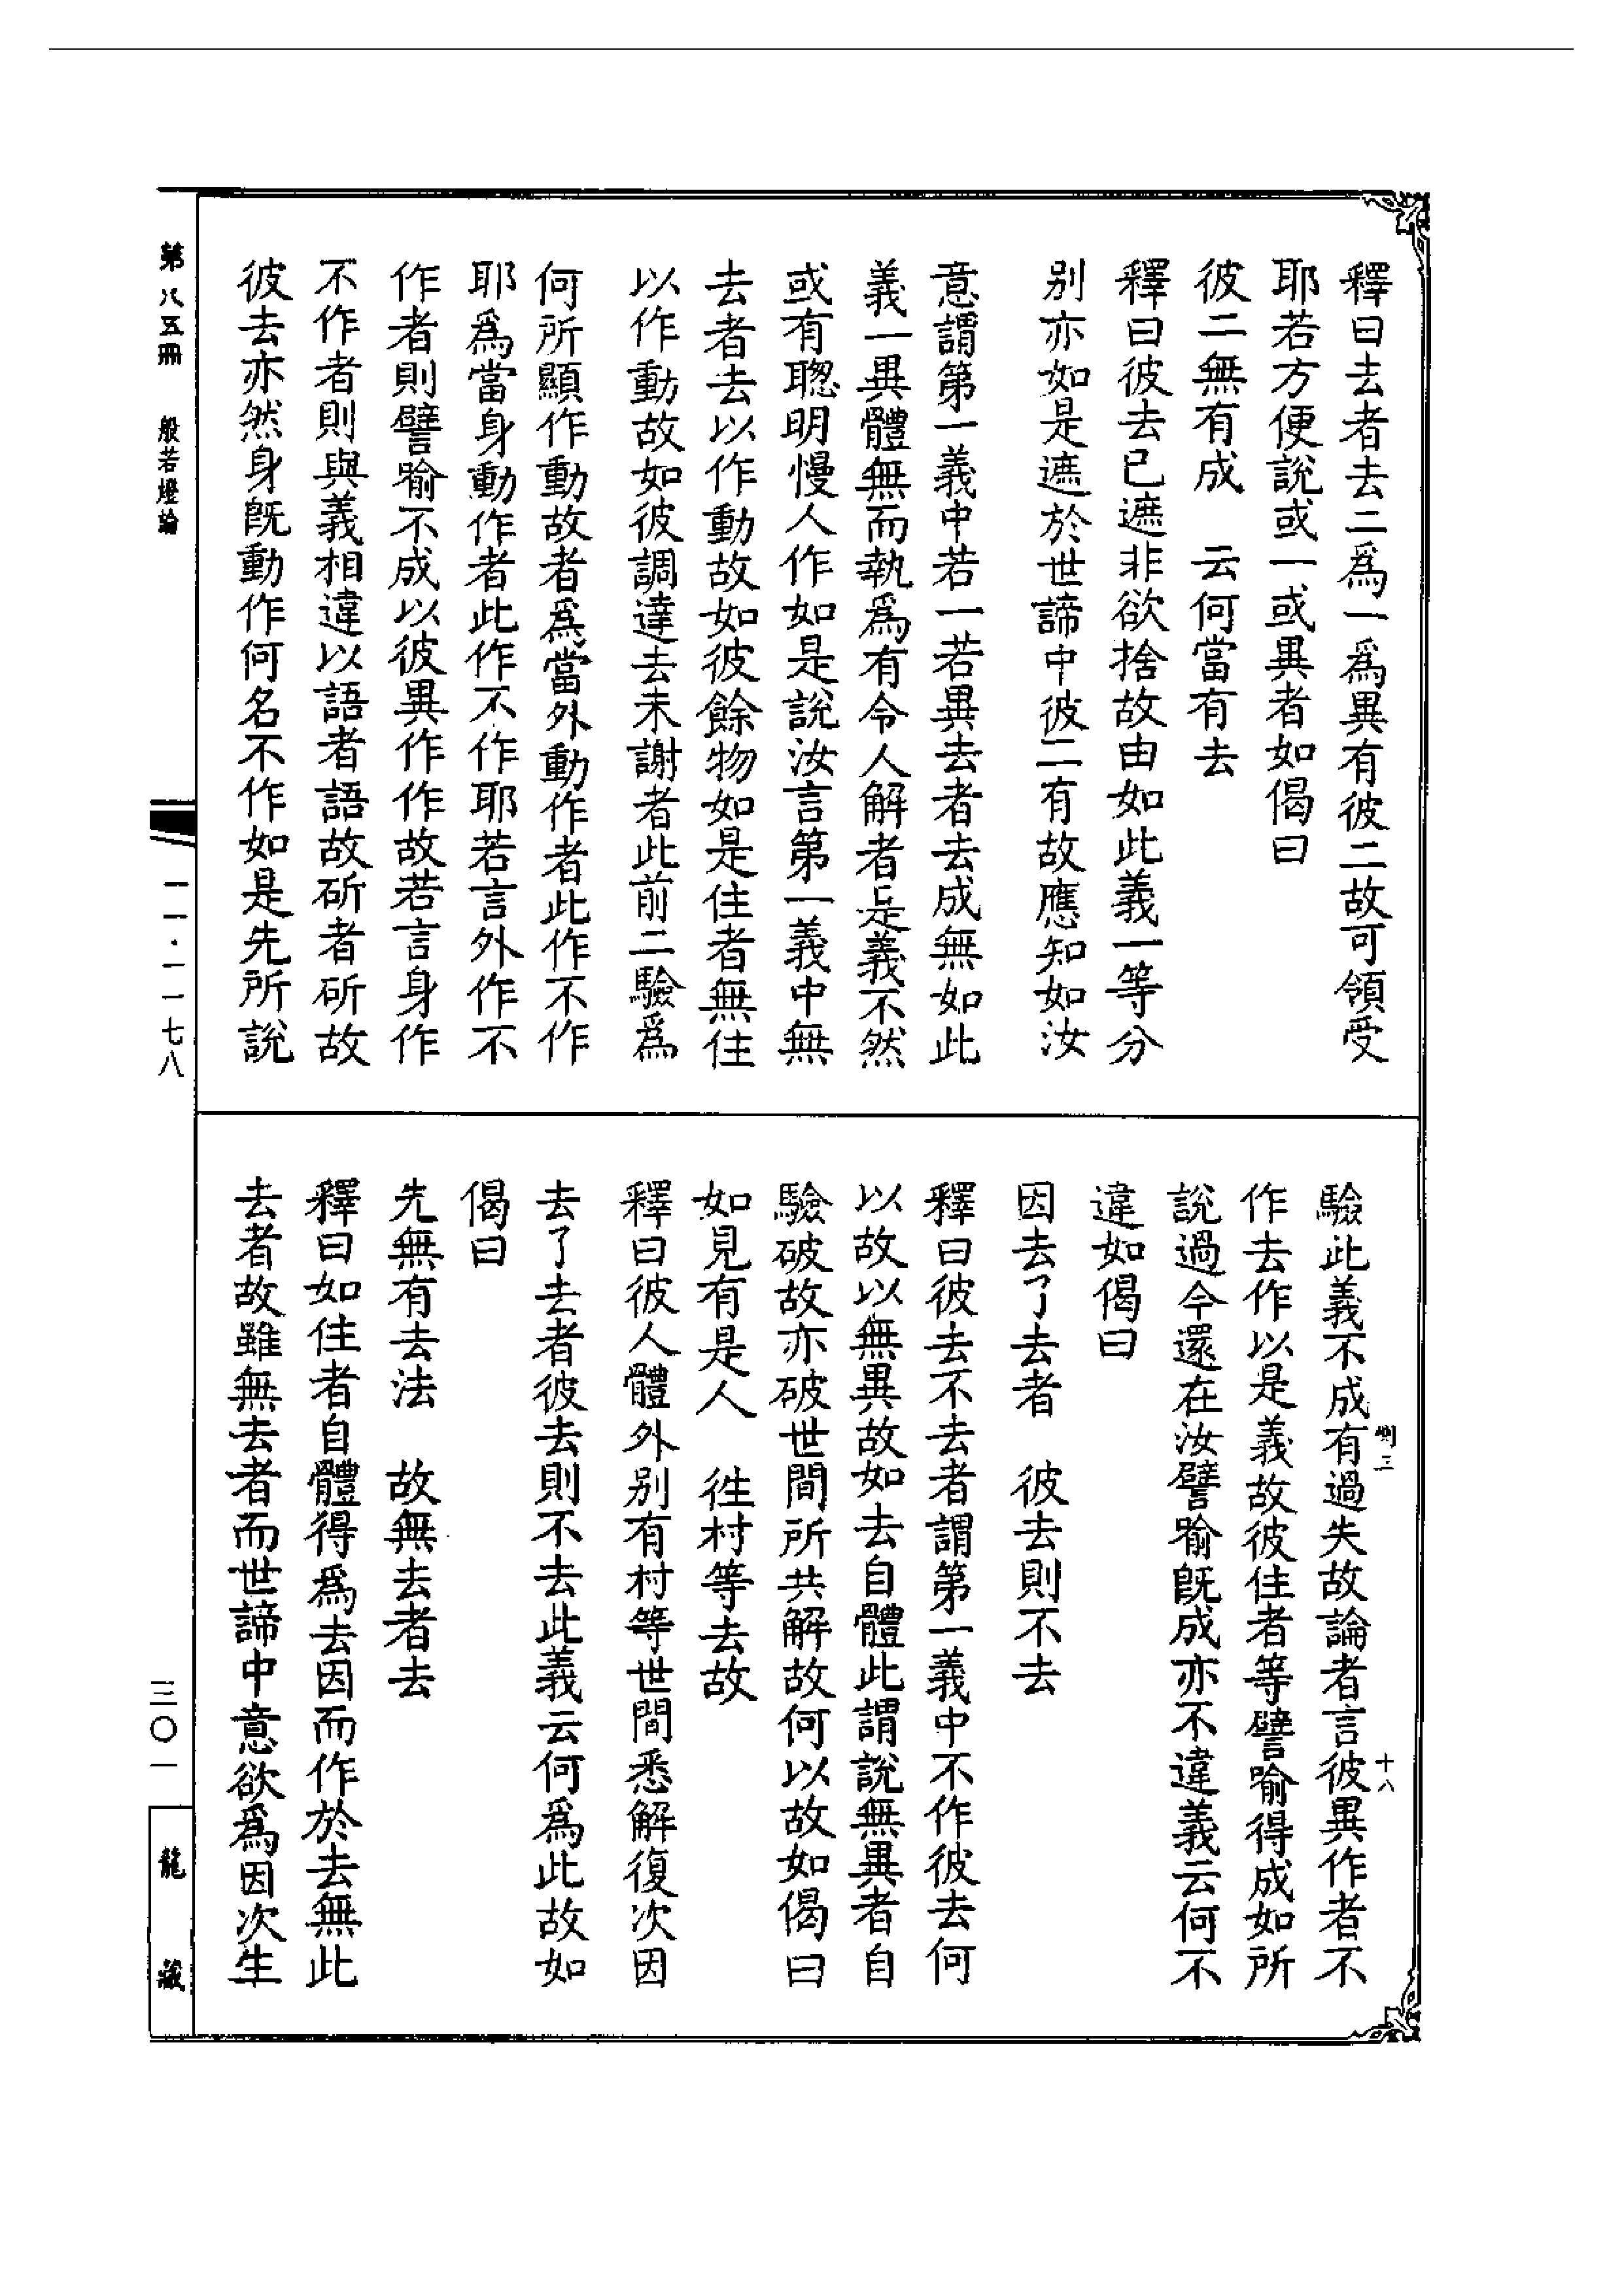 釋曰去者去二爲一爲異有彼二故可領受
耶若方便說或一或異者如偈曰
彼二無有成　云何當有去
釋曰彼去已遮非欲捨故由如此義一等分
別亦如是遮於世諦中彼二有故應知如汝
意謂第一義中若一若異去者去成無如此
義一異體無而執爲有令人解者是義不然
或有聰明慢人作如是說汝言第一義中無
去者去以作動故如彼餘物如是住者無住
以作動故如彼調達去未謝者此前二驗爲
何所顯作動故者爲當外動作者此作不作
耶爲當身動作者此作不作耶若言外作不
作者則譬喻不成以彼異作作故若言身作
不作者則與義相違以語者語故斫者斫故
彼去亦然身旣動作何名不作如是先所說
驗此義不成有過失故論者言彼異作者不
作去作以是義故彼住者等譬喻得成如所
說過今還在汝譬喻旣成亦不違義云何不
違如偈曰
因去了去者　彼去則不去
釋曰彼去不去者謂第一義中不作彼去何
以故以無異故如去自體此謂說無異者自
驗破故亦破世間所共解故何以故如偈曰
如見有是人　徃村等去故
釋曰彼人體外別有村等世間悉解復次因
去了去者彼去則不去此義云何爲此故如
偈曰
先無有去法　故無去者去
釋曰如住者自體得爲去因而作於去無此
去者故雖無去者而世諦中意欲爲因次生
第八五冊　般若燈論
一一·一一七八
三〇一
龍藏
惻三
十八